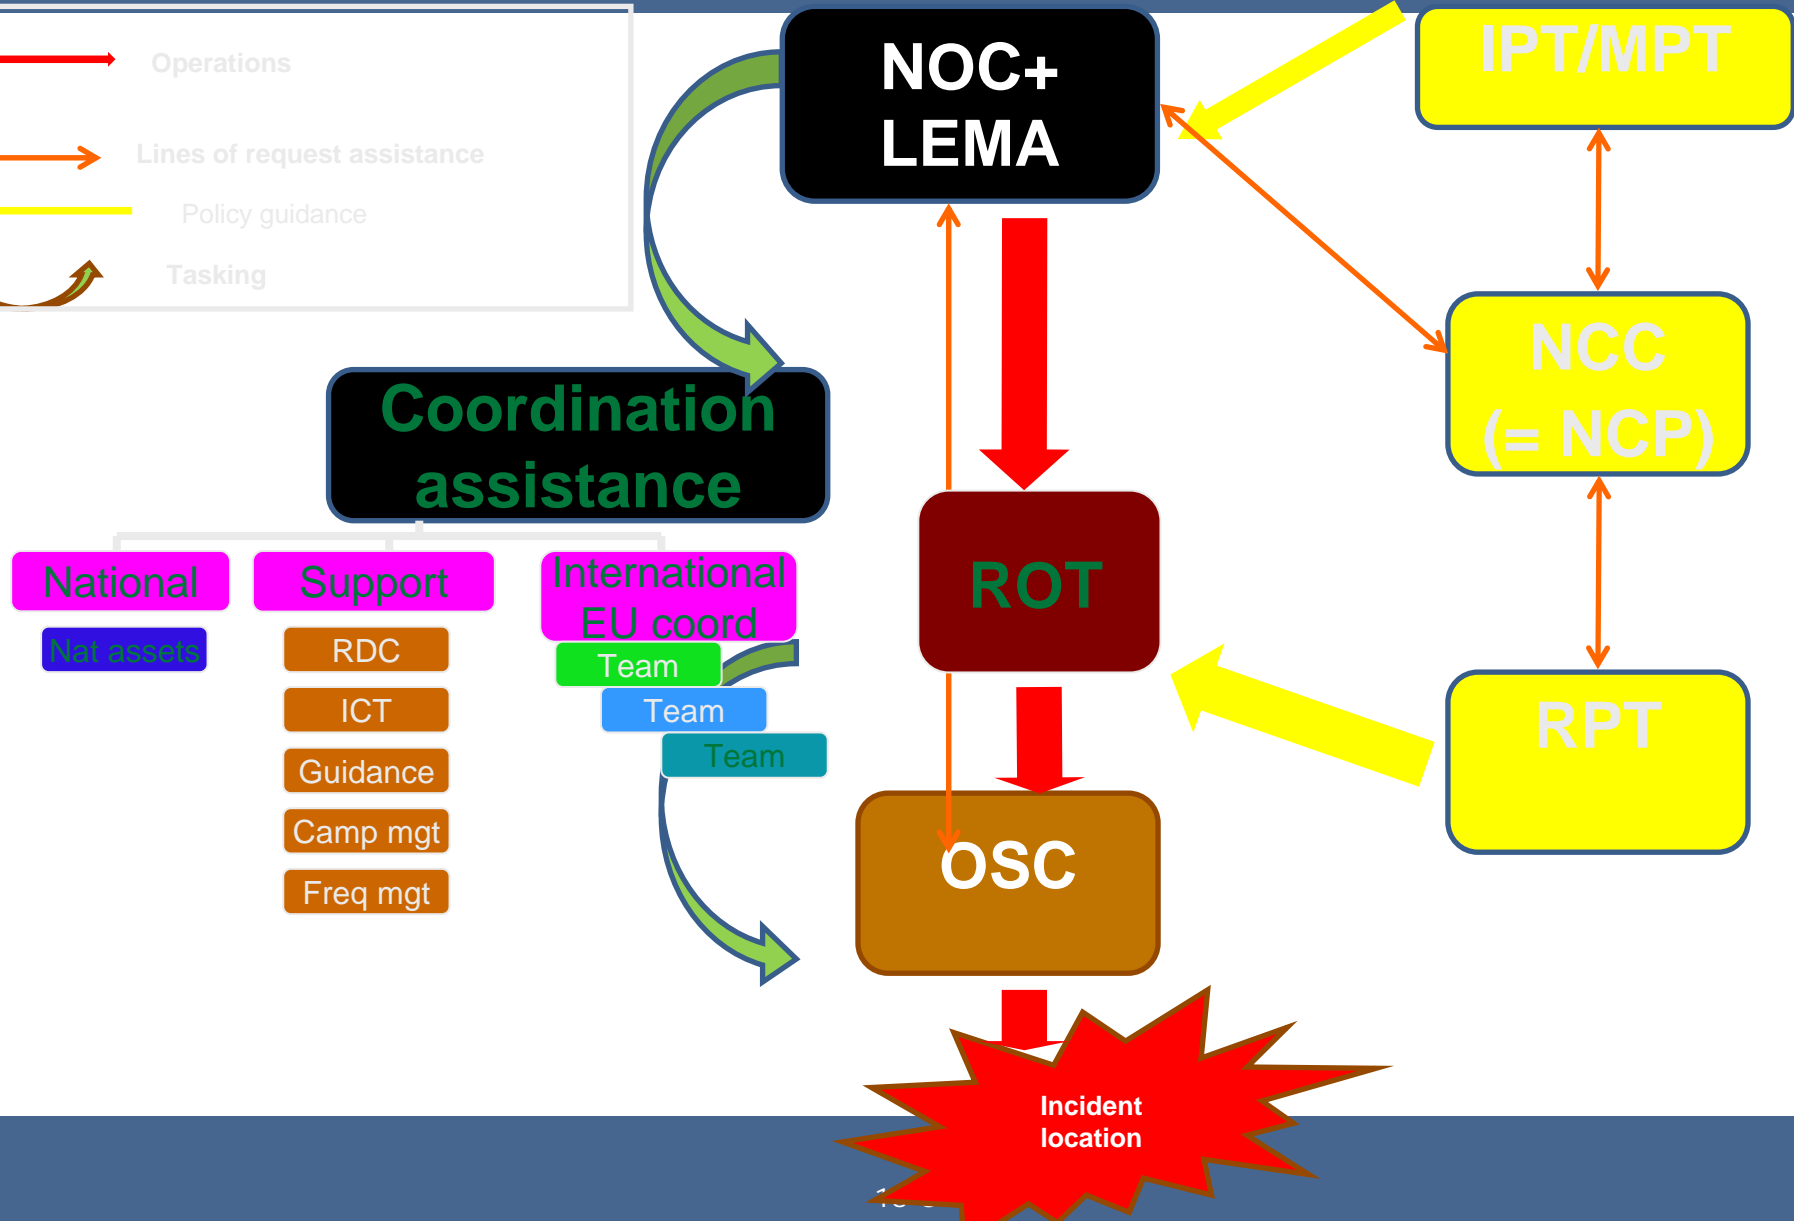 Operations
Lines of request assistance
Policy guidance
Tasking
NOC+
LEMA
IPT/MPT
NCC
(= NCP)
RPT
Coordination
assistance
National
Nat assets
Support
RDC
ICT
Guidance
Camp mgt
Freq mgt
International
EU coord
Team
Team
Team
ROT
OSC
Incident
location